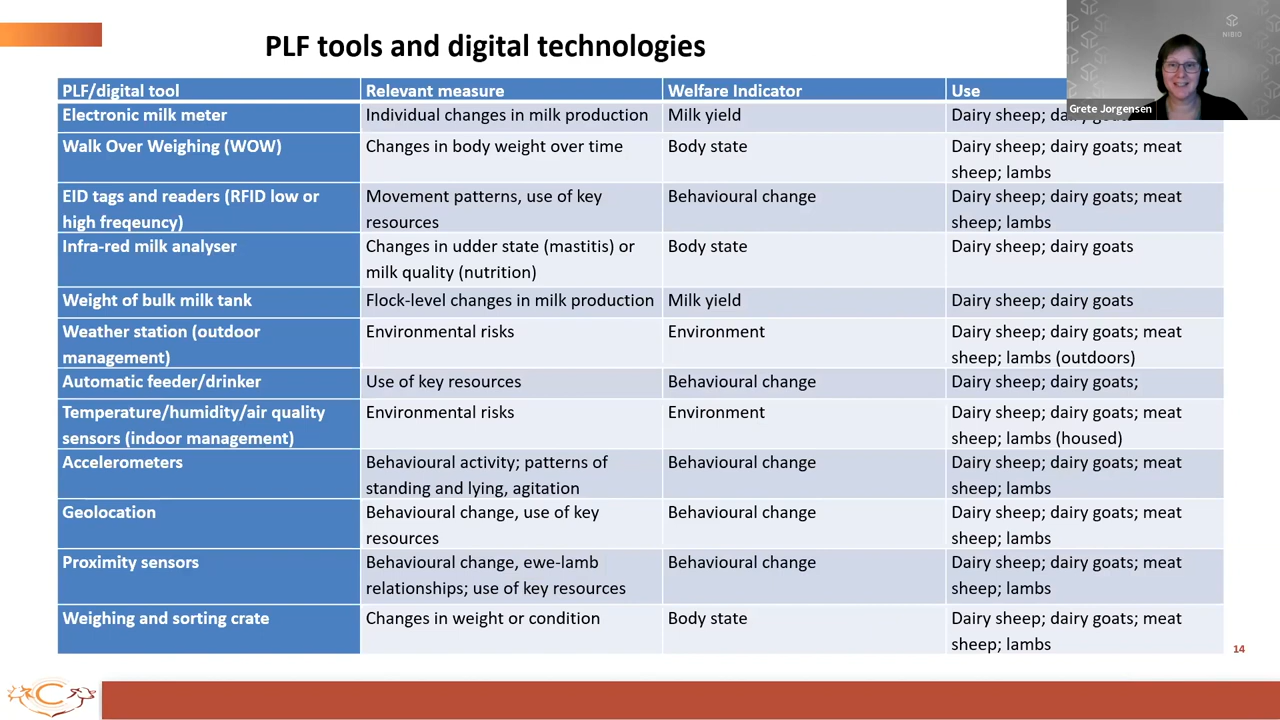 PLF tools and digital technologies
NIBIO
Grete Jorgensen
PLF/digital tool Relevant measure Welfare Indicator Use
Electronic milk meter Individual changes in milk production Milk yield Dairy sheep; dairy goats
Walk Over Weighing (WOW) Changes in body weight over time Body state Dairy sheep; dairy goats; meat
sheep; lambs
EID tags and readers (RFID low or Movement patterns, use of key Behavioural change Dairy sheep; dairy goats; meat
high freqeuncy) resources sheep; lambs
Infra-red milk analyser Changes in udder state (mastitis) or Body state Dairy sheep; dairy goats
milk quality (nutrition)
Weight of bulk milk tank Flock-level changes in milk production Milk yield Dairy sheep; dairy goats
Weather station (outdoor Environmental risks Environment Dairy sheep; dairy goats; meat
management) sheep; lambs (outdoors)
Automatic feeder/drinker Use of key resources Behavioural change Dairy sheep; dairy goats;
Temperature/humidity/air quality Environmental risks Environment Dairy sheep; dairy goats; meat
sensors (indoor management) sheep; lambs (housed)
Accelerometers Behavioural activity; patterns of Behavioural change Dairy sheep; dairy goats; meat
standing and lying, agitation sheep; lambs
Geolocation Behavioural change, use of key Behavioural change Dairy sheep; dairy goats; meat
resources sheep; lambs
Proximity sensors Behavioural change, ewe-lamb Behavioural change Dairy sheep; dairy goats; meat
relationships; use of key resources sheep; lambs
Weighing and sorting crate Changes in weight or condition Body state Dairy sheep; dairy goats; meat
sheep; lambs
14